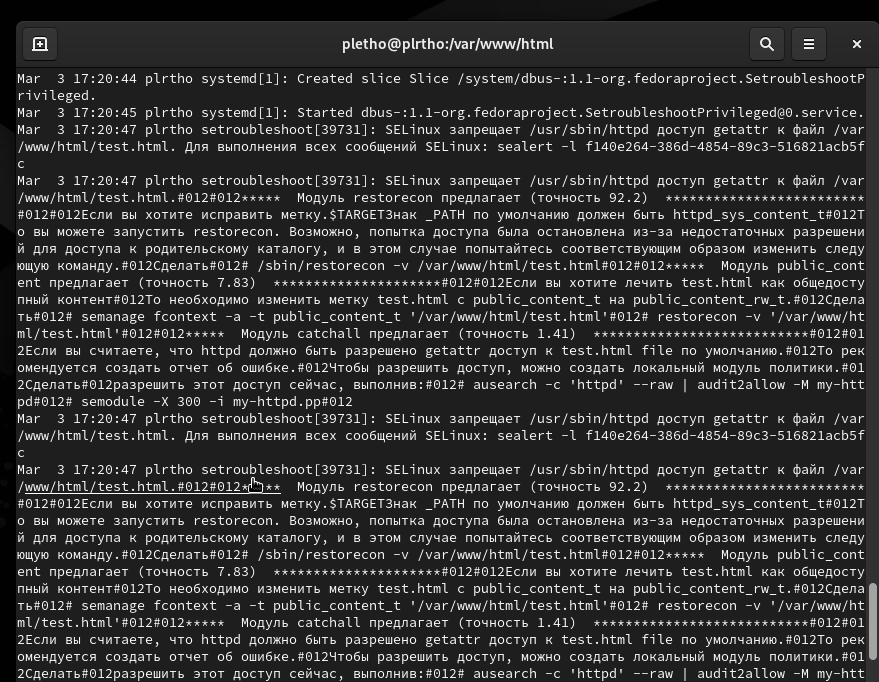 pletho@plrtho:/var/www/html
Mar  3 17:20:44 plrtho systemd[1]: Created slice Slice /system/dbus-:1.1-org.fedoraproject.SetroubleshootP
rivileged.
Mar  3 17:20:45 plrtho systemd[1]: Started dbus-:1.1-org.fedoraproject.SetroubleshootPrivileged@0.service.
Mar  3 17:20:47 plrtho setroubleshoot[39731]: SELinux запрещает /usr/sbin/httpd доступ getattr к файл /var
/www/html/test.html. Для выполнения всех сообщений SELinux: sealert -l f140e264-386d-4854-89c3-516821acb5f
c
Mar  3 17:20:47 plrtho setroubleshoot[39731]: SELinux запрещает /usr/sbin/httpd доступ getattr к файл /var
/www/html/test.html.#012#012*****  Модуль restorecon предлагает (точность 92.2)  *************************
#012#012Если вы хотите исправить метку.$TARGETЗнак _PATH по умолчанию должен быть httpd_sys_content_t#012Т
о вы можете запустить restorecon. Возможно, попытка доступа была остановлена из-за недостаточных разрешени
й для доступа к родительскому каталогу, и в этом случае попытайтесь соответствующим образом изменить следу
ющую команду.#012Сделать#012# /sbin/restorecon -v /var/www/html/test.html#012#012*****  Модуль public_cont
ent предлагает (точность 7.83)  *********************#012#012Если вы хотите лечить test.html как общедосту
пный контент#012То необходимо изменить метку test.html с public_content_t на public_content_rw_t.#012Сдела
ть#012# semanage fcontext -a -t public_content_t '/var/www/html/test.html'#012# restorecon -v '/var/www/ht
ml/test.html'#012#012*****  Модуль catchall предлагает (точность 1.41)  ***************************#012#01
2Если вы считаете, что httpd должно быть разрешено getattr доступ к test.html file по умолчанию.#012То рек
омендуется создать отчет об ошибке.#012Чтобы разрешить доступ, можно создать локальный модуль политики.#01
2Сделать#012разрешить этот доступ сейчас, выполнив:#012# ausearch -c 'httpd' --raw | audit2allow -M my-htt
pd#012# semodule -X 300 -i my-httpd.pp#012
Mar  3 17:20:47 plrtho setroubleshoot[39731]: SELinux запрещает /usr/sbin/httpd доступ getattr к файл /var
/www/html/test.html. Для выполнения всех сообщений SELinux: sealert -l f140e264-386d-4854-89c3-516821acb5f
c
Mar  3 17:20:47 plrtho setroubleshoot[39731]: SELinux запрещает /usr/sbin/httpd доступ getattr к файл /var
/www/html/test.html.#012#012*****  Модуль restorecon предлагает (точность 92.2)  *************************
#012#012Если вы хотите исправить метку.$TARGETЗнак _PATH по умолчанию должен быть httpd_sys_content_t#012Т
о вы можете запустить restorecon. Возможно, попытка доступа была остановлена из-за недостаточных разрешени
й для доступа к родительскому каталогу, и в этом случае попытайтесь соответствующим образом изменить следу
ющую команду.#012Сделать#012# /sbin/restorecon -v /var/www/html/test.html#012#012*****  Модуль public_cont
ent предлагает (точность 7.83)  *********************#012#012Если вы хотите лечить test.html как общедосту
пный контент#012То необходимо изменить метку test.html с public_content_t на public_content_rw_t.#012Сдела
ть#012# semanage fcontext -a -t public_content_t '/var/www/html/test.html'#012# restorecon -v '/var/www/ht
ml/test.html'#012#012*****  Модуль catchall предлагает (точность 1.41)  ***************************#012#01
2Если вы считаете, что httpd должно быть разрешено getattr доступ к test.html file по умолчанию.#012То рек
омендуется создать отчет об ошибке.#012Чтобы разрешить доступ, можно создать локальный модуль политики.#01
2Сделать#012разрешить этот доступ сейчас, выполнив:#012# ausearch -c 'httpd' --raw | audit2allow -M my-htt